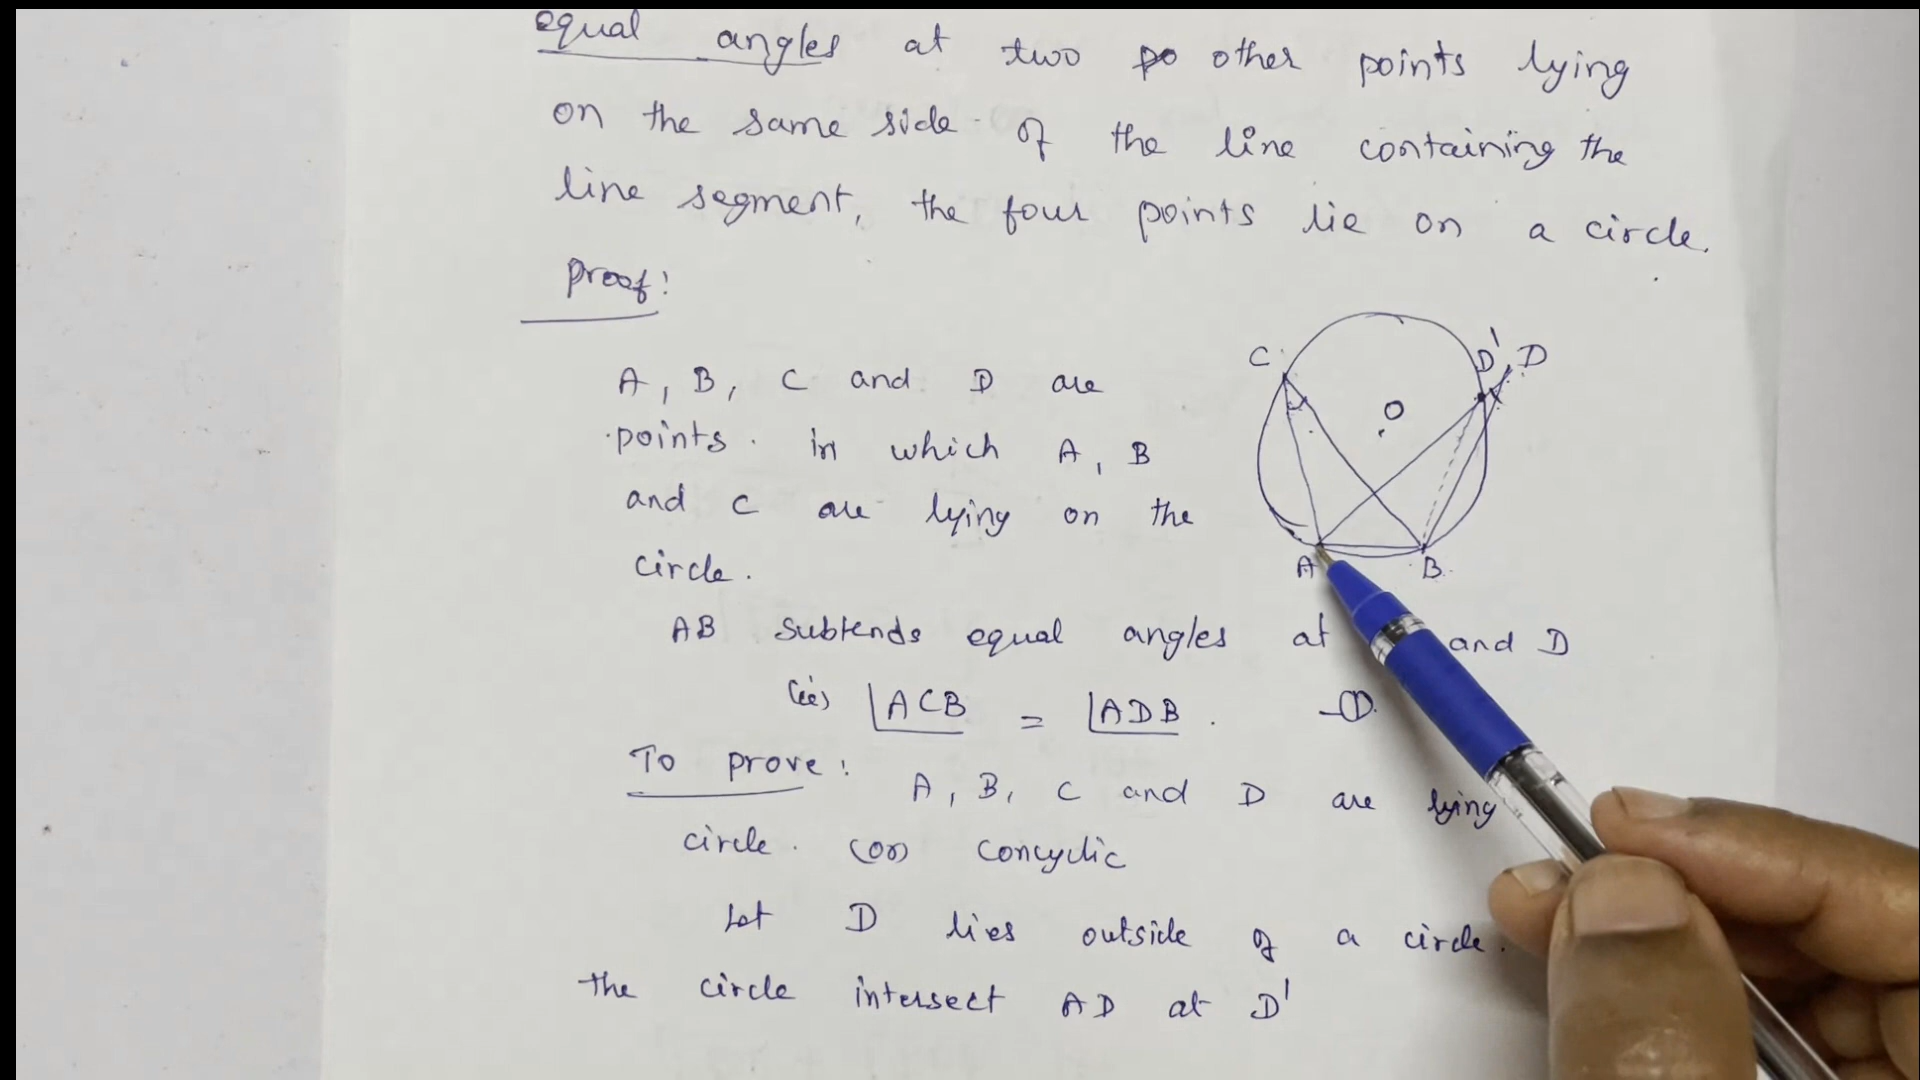 equal angles at two po other points lying
on the same side of the line containing the
line segment, the four points lie on a circle.
Proof:
C D' D
O
A B
A, B, C and D are
points in which A, B
and C are lying on the
circle.
AB subtends equal angles at and D
(ie) ∠ACB = ∠ADB. —①
To prove: A, B, C and D are lying
circle. (or) concyclic
Let D lies outside of a circle.
the circle intersect AD at D'